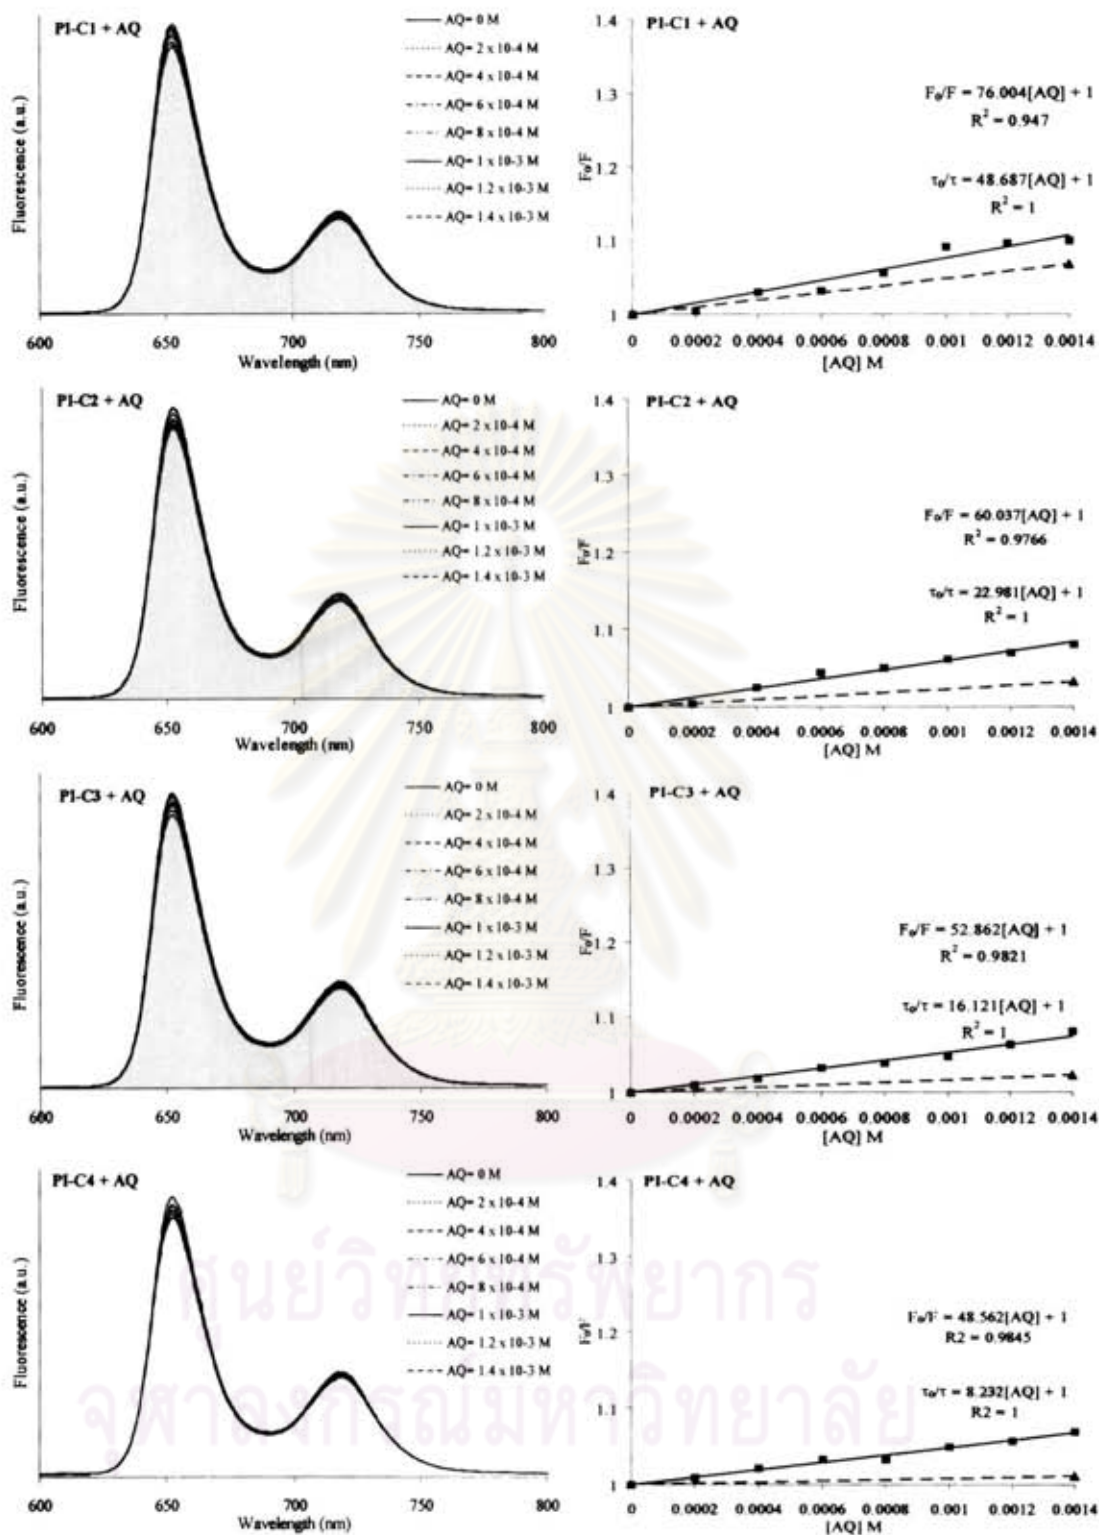 PI-C1 + AQ
AQ= 0 M
AQ= 2 x 10-4 M
AQ= 4 x 10-4 M
AQ= 6 x 10-4 M
AQ= 8 x 10-4 M
AQ= 1 x 10-3 M
AQ= 1.2 x 10-3 M
AQ= 1.4 x 10-3 M
Fluorescence (a.u.)
600 650 700 750 800
Wavelength (nm)
PI-C1 + AQ
1.4
1.3
1.2
1.1
1
F₀/F
F₀/F = 76.004[AQ] + 1
R² = 0.947
τ₀/τ = 48.687[AQ] + 1
R² = 1
0 0.0002 0.0004 0.0006 0.0008 0.001 0.0012 0.0014
[AQ] M
PI-C2 + AQ
AQ= 0 M
AQ= 2 x 10-4 M
AQ= 4 x 10-4 M
AQ= 6 x 10-4 M
AQ= 8 x 10-4 M
AQ= 1 x 10-3 M
AQ= 1.2 x 10-3 M
AQ= 1.4 x 10-3 M
Fluorescence (a.u.)
600 650 700 750 800
Wavelength (nm)
PI-C2 + AQ
1.4
1.3
1.2
1.1
1
F₀/F
F₀/F = 60.037[AQ] + 1
R² = 0.9766
τ₀/τ = 22.981[AQ] + 1
R² = 1
0 0.0002 0.0004 0.0006 0.0008 0.001 0.0012 0.0014
[AQ] M
PI-C3 + AQ
AQ= 0 M
AQ= 2 x 10-4 M
AQ= 4 x 10-4 M
AQ= 6 x 10-4 M
AQ= 8 x 10-4 M
AQ= 1 x 10-3 M
AQ= 1.2 x 10-3 M
AQ= 1.4 x 10-3 M
Fluorescence (a.u.)
600 650 700 750 800
Wavelength (nm)
PI-C3 + AQ
1.4
1.3
1.2
1.1
1
F₀/F
F₀/F = 52.862[AQ] + 1
R² = 0.9821
τ₀/τ = 16.121[AQ] + 1
R² = 1
0 0.0002 0.0004 0.0006 0.0008 0.001 0.0012 0.0014
[AQ] M
PI-C4 + AQ
AQ= 0 M
AQ= 2 x 10-4 M
AQ= 4 x 10-4 M
AQ= 6 x 10-4 M
AQ= 8 x 10-4 M
AQ= 1 x 10-3 M
AQ= 1.2 x 10-3 M
AQ= 1.4 x 10-3 M
Fluorescence (a.u.)
600 650 700 750 800
Wavelength (nm)
PI-C4 + AQ
1.4
1.3
1.2
1.1
1
F₀/F
F₀/F = 48.562[AQ] + 1
R2 = 0.9845
τ₀/τ = 8.232[AQ] + 1
R2 = 1
0 0.0002 0.0004 0.0006 0.0008 0.001 0.0012 0.0014
[AQ] M
ศูนย์วิทยทรัพยากร
จุฬาลงกรณ์มหาวิทยาลัย